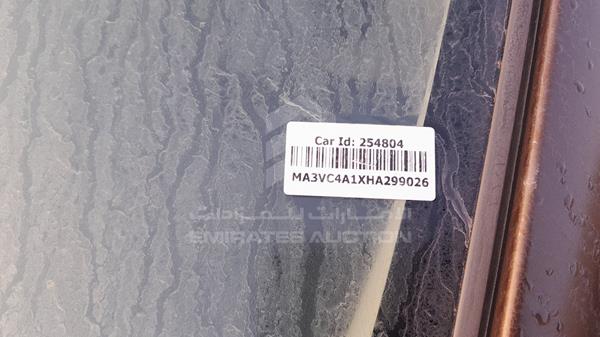 Car Id: 254804
MA3VC4A1XHA299026
الإمارات للمزادات
EMIRATES AUCTION